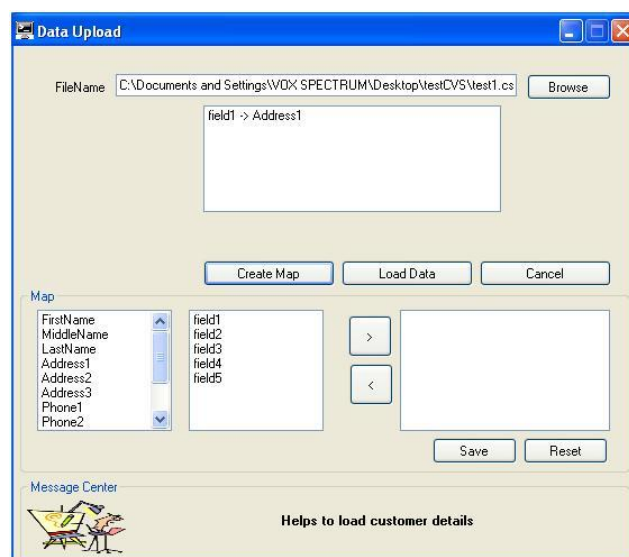 Data Upload
FileName C:\Documents and Settings\VOX SPECTRUM\Desktop\testCVS\test1.cs Browse
field1 -> Address1
Create Map Load Data Cancel
Map
FirstName field1
MiddleName field2
LastName field3
Address1 field4
Address2 field5
Address3
Phone1
Phone2
>
<
Save Reset
Message Center
Helps to load customer details